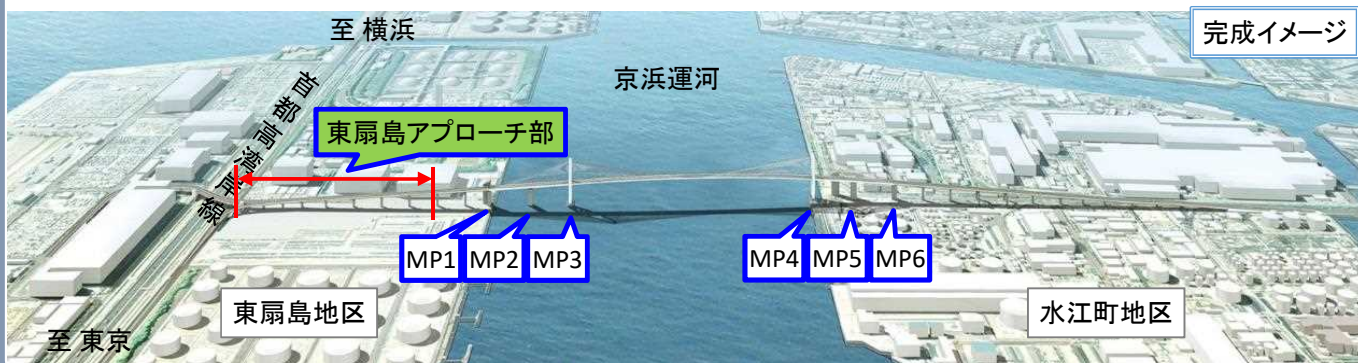 完成イメージ
至 横浜
京浜運河
首都高湾岸線
東扇島アプローチ部
MP1
MP2
MP3
MP4
MP5
MP6
東扇島地区
水江町地区
至 東京